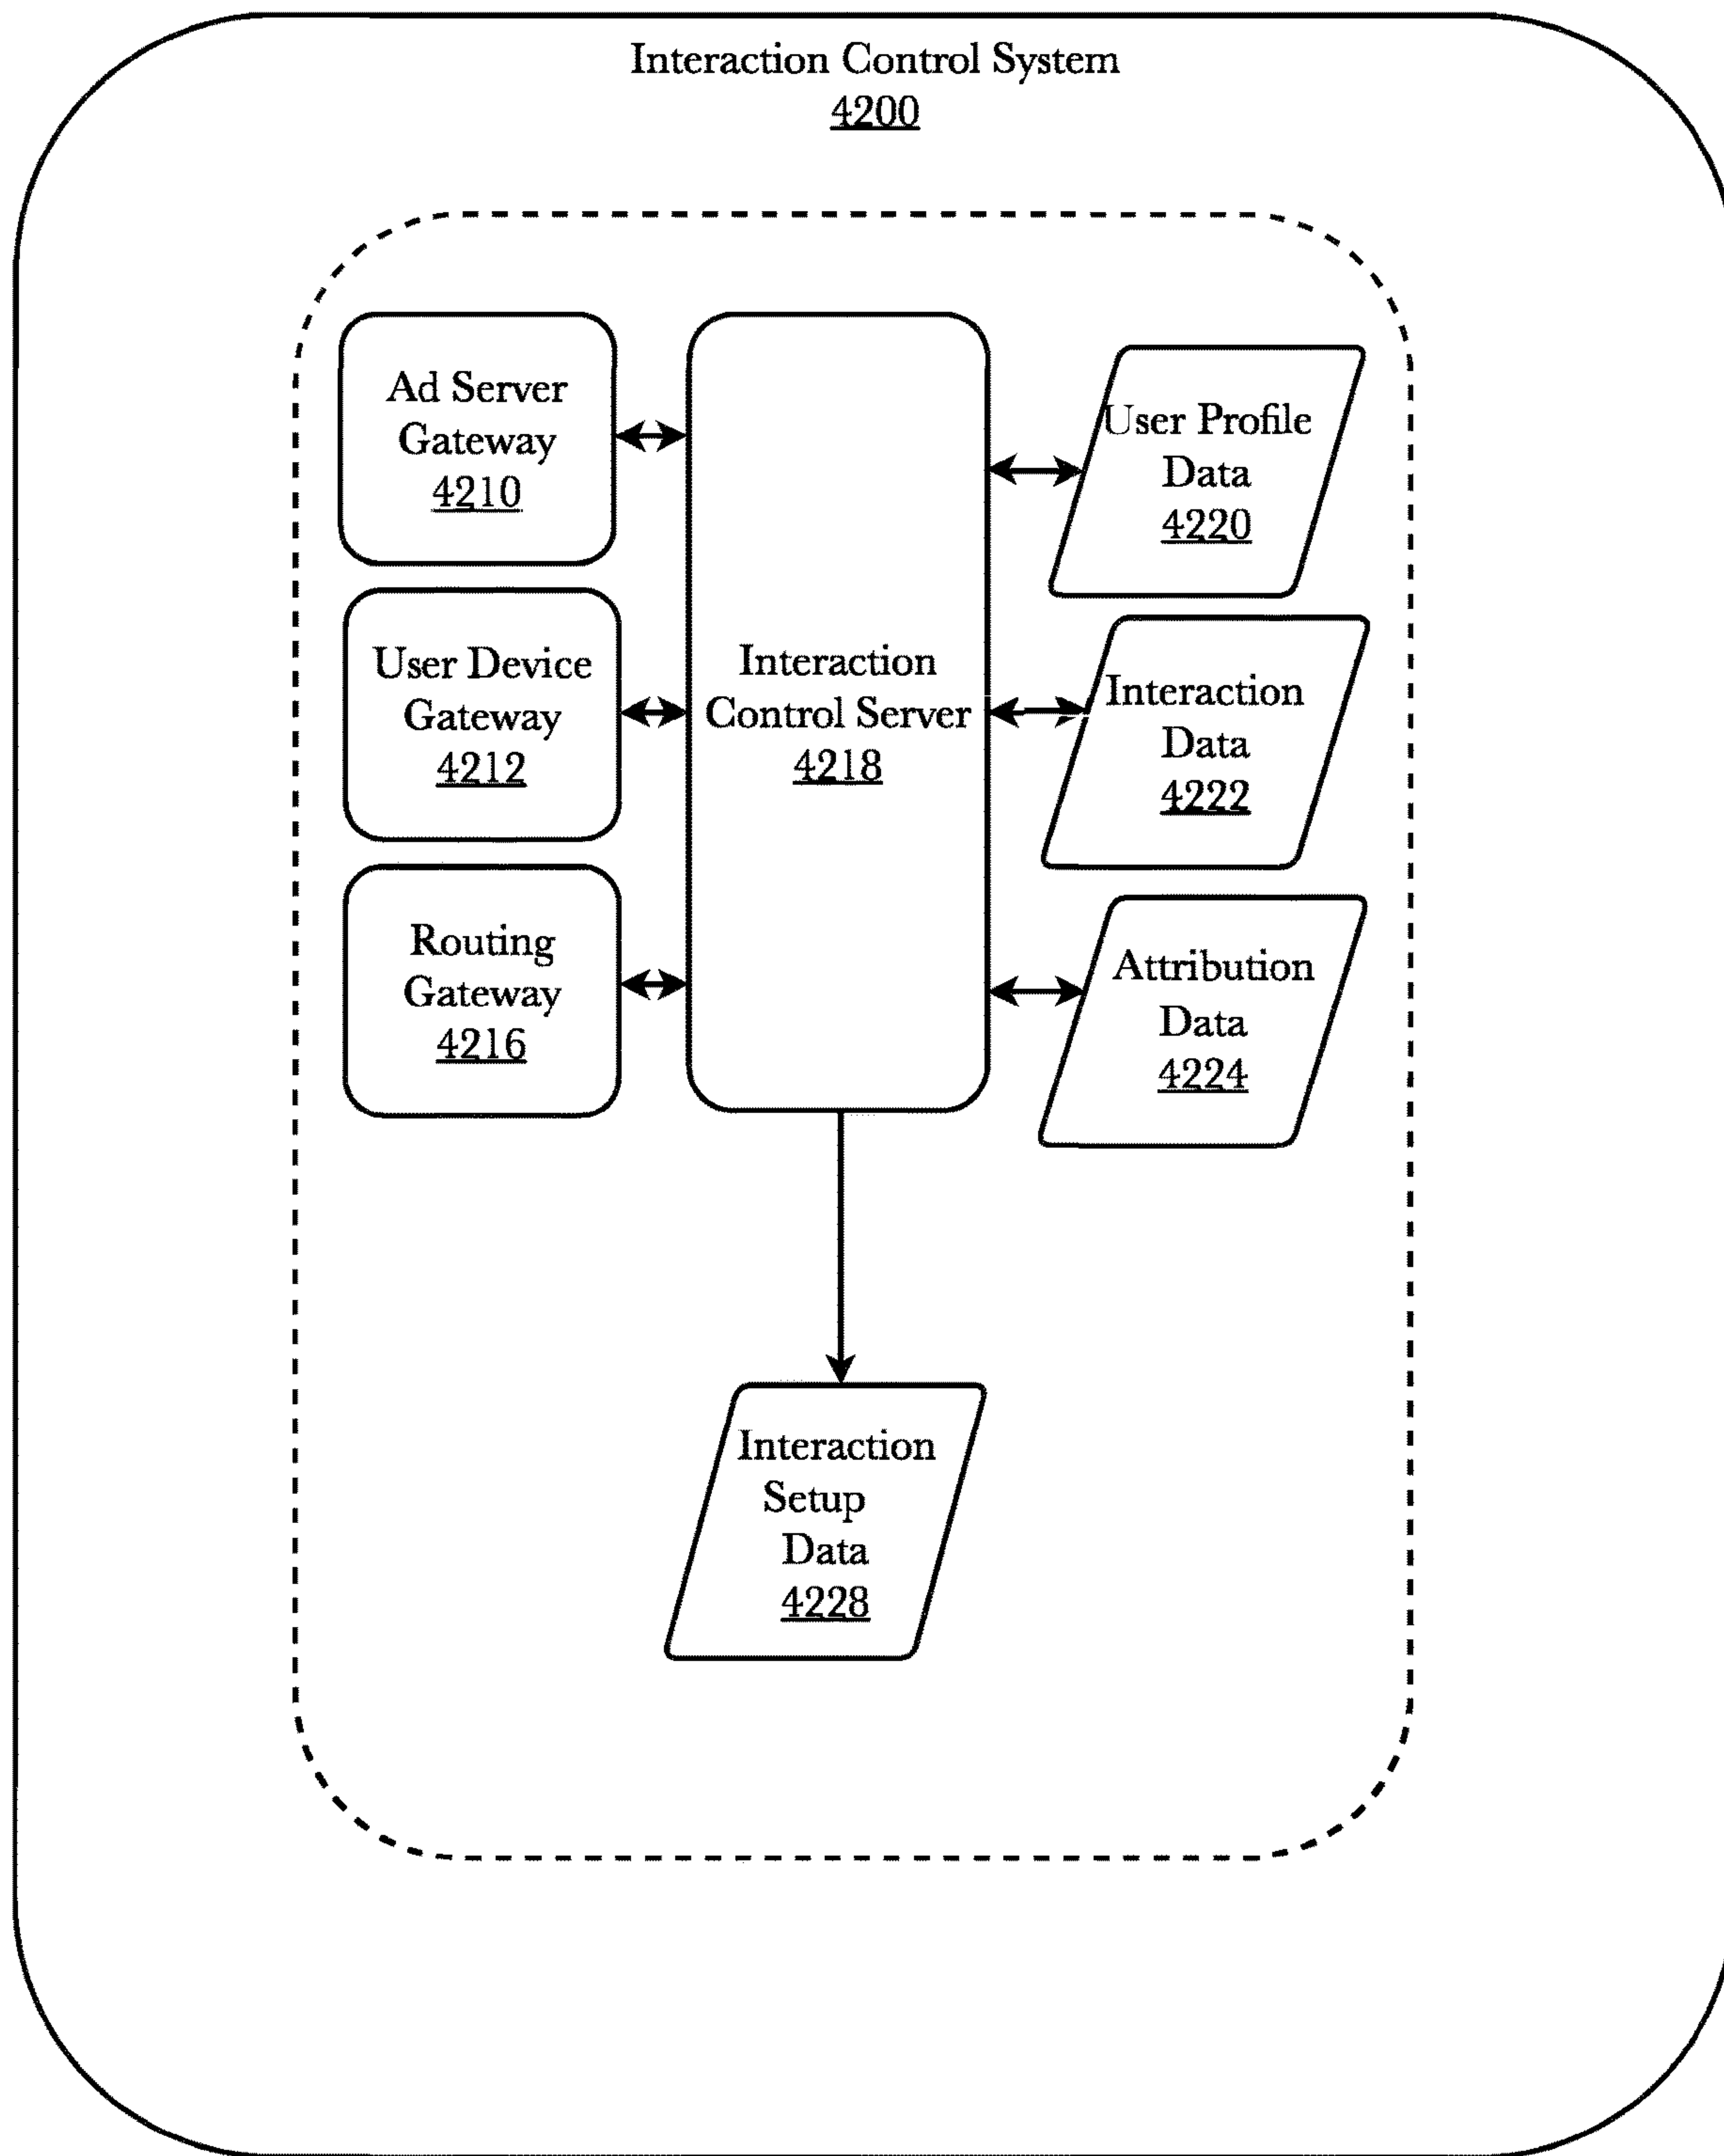 Interaction Control System
4200
Ad Server
Gateway
4210
User Device
Gateway
4212
Routing
Gateway
4216
Interaction
Control Server
4218
User Profile
Data
4220
Interaction
Data
4222
Attribution
Data
4224
Interaction
Setup
Data
4228